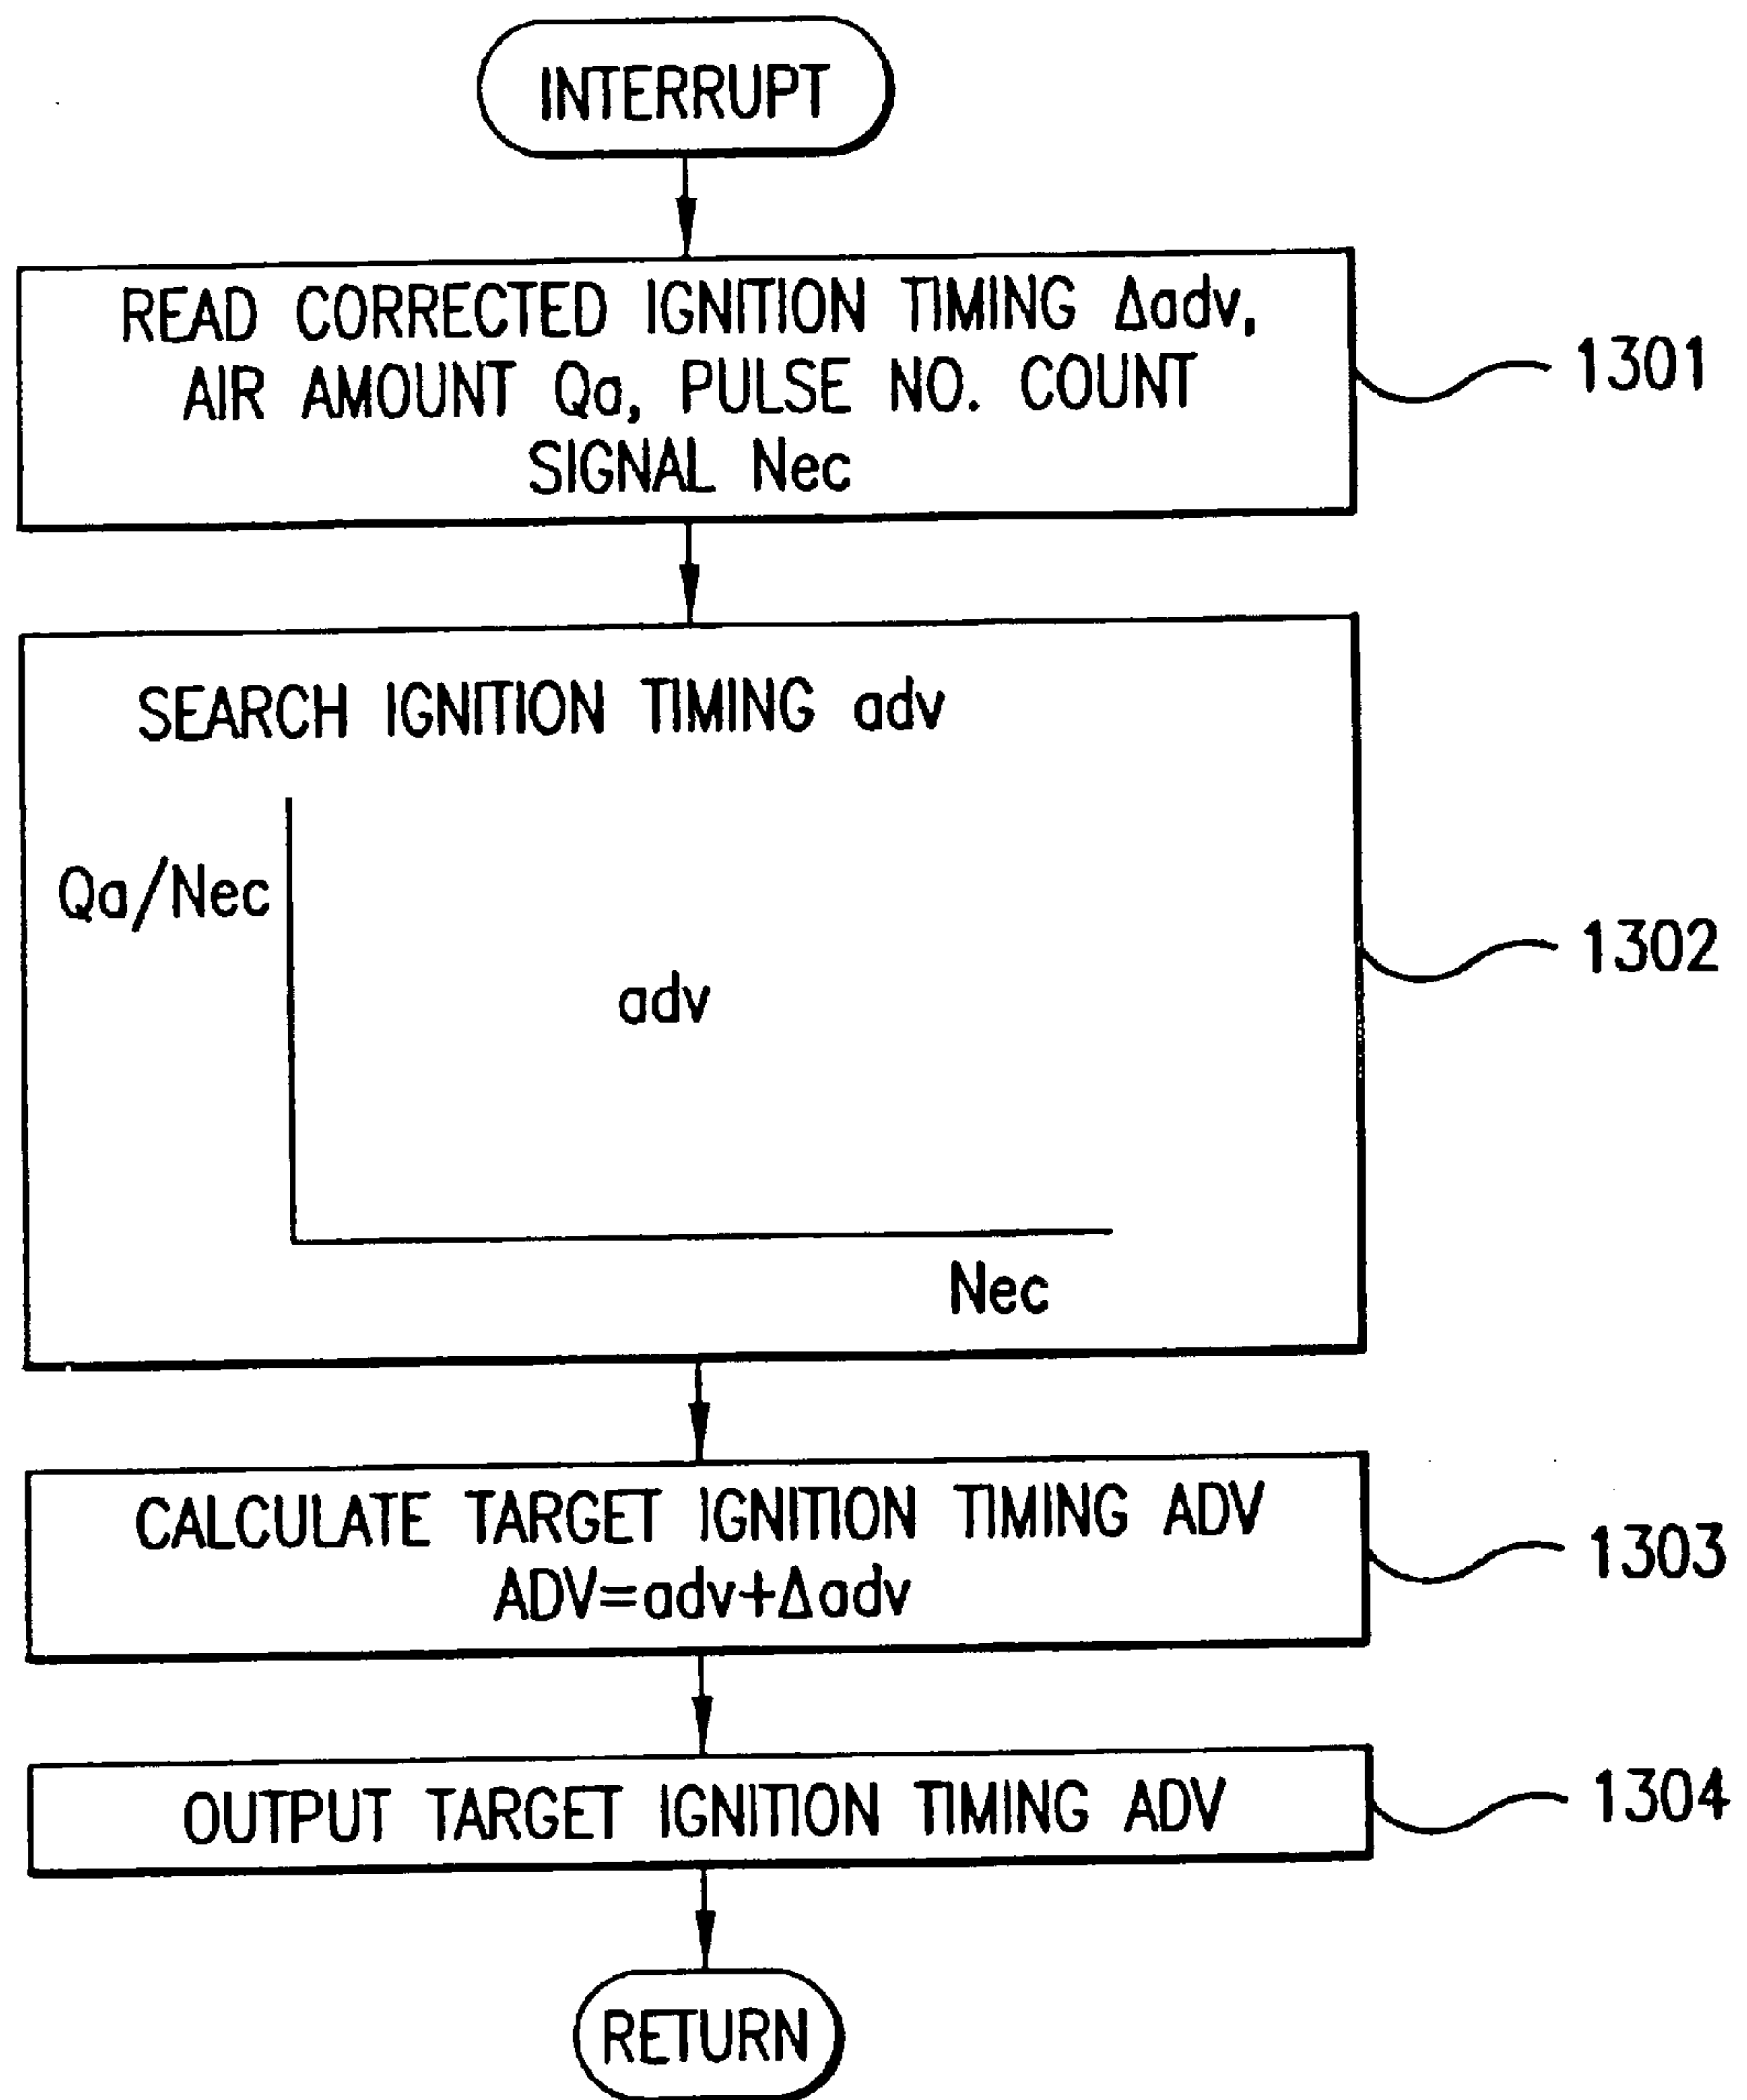 INTERRUPT
READ CORRECTED IGNITION TIMING Δadv,
AIR AMOUNT Qa, PULSE NO. COUNT
SIGNAL Nec
1301
SEARCH IGNITION TIMING adv
Qa/Nec
adv
Nec
1302
CALCULATE TARGET IGNITION TIMING ADV
ADV=adv+Δadv
1303
OUTPUT TARGET IGNITION TIMING ADV
1304
RETURN